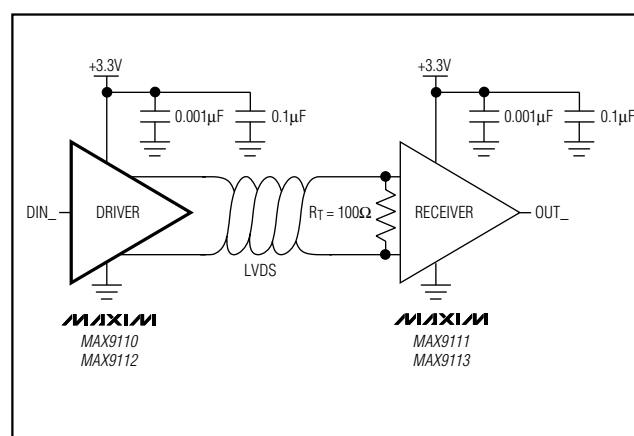 +3.3V
0.001μF
0.1μF
DIN_
DRIVER
LVDS
MAXIM
MAX9110
MAX9112
+3.3V
0.001μF
0.1μF
RT = 100Ω
RECEIVER
OUT_
MAXIM
MAX9111
MAX9113